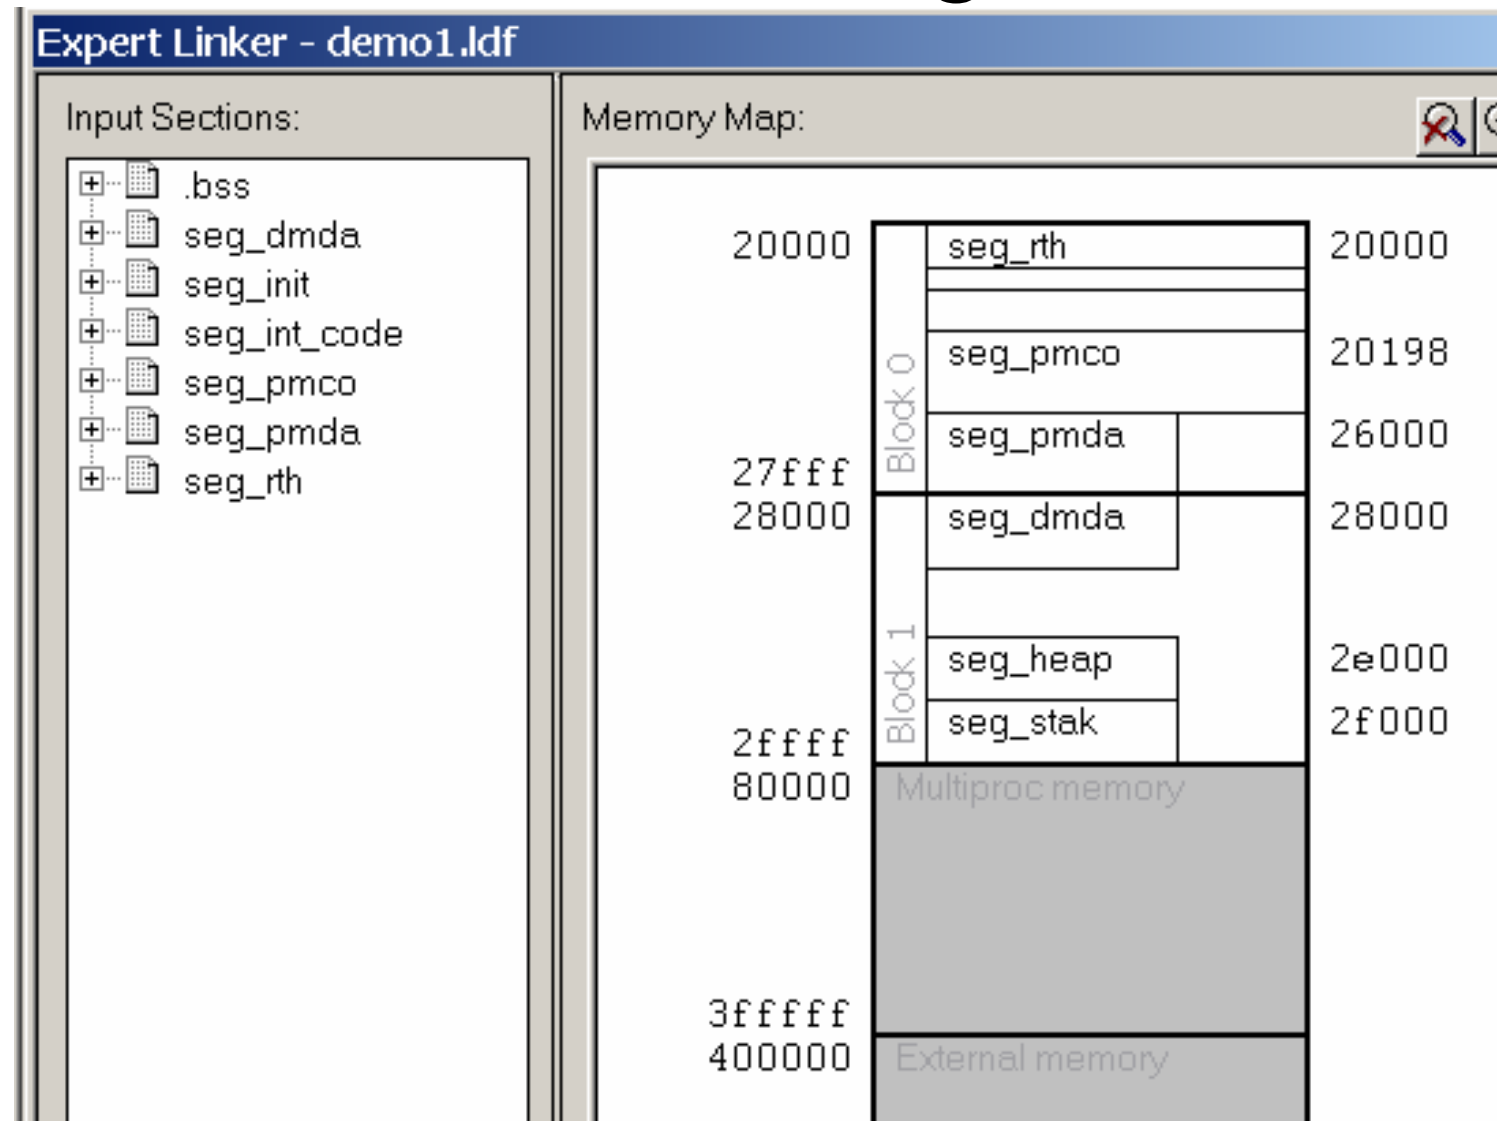 Expert Linker - demo1.ldf
Input Sections:
.bss
seg_dmda
seg_init
seg_int_code
seg_pmco
seg_pmda
seg_rth
Memory Map:
20000 seg_rth 20000
Block 0
seg_pmco 20198
seg_pmda 26000
27fff
28000 seg_dmda 28000
Block 1
seg_heap 2e000
seg_stak 2f000
2ffff
80000 Multiproc memory
3fffff
400000 External memory